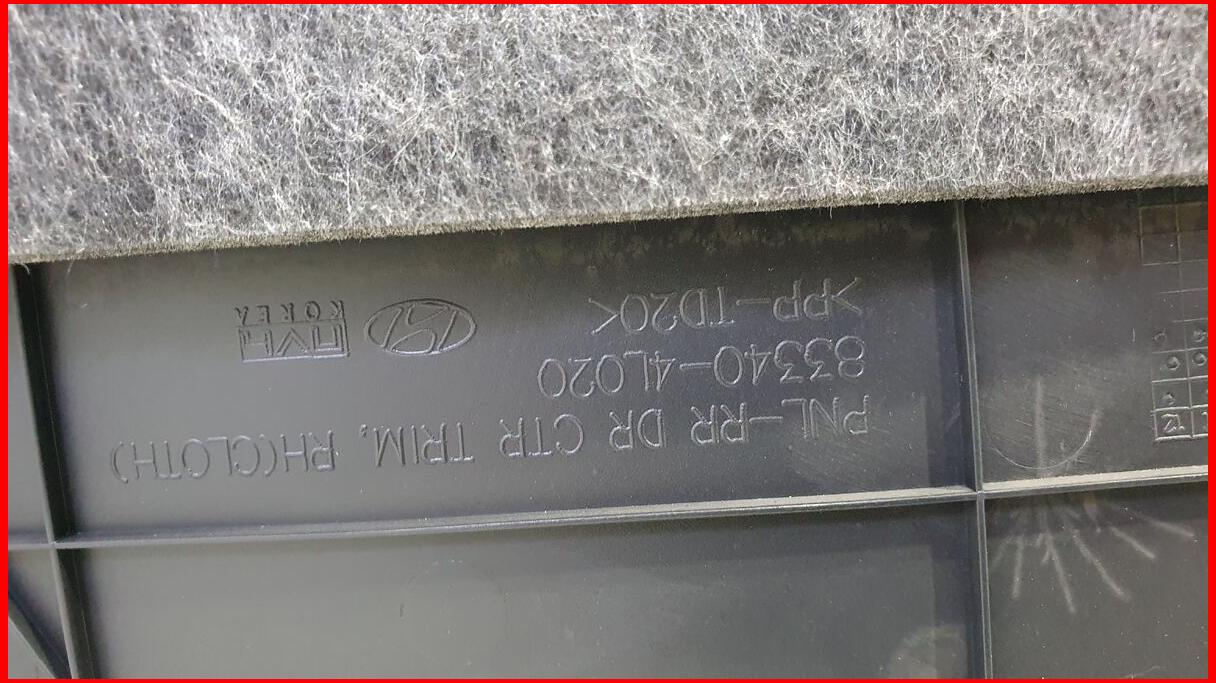 PNL-RR DR CTR TRIM, RH(CLOTH)
83340-4L020
>PP-TD20<
NVH
KOREA